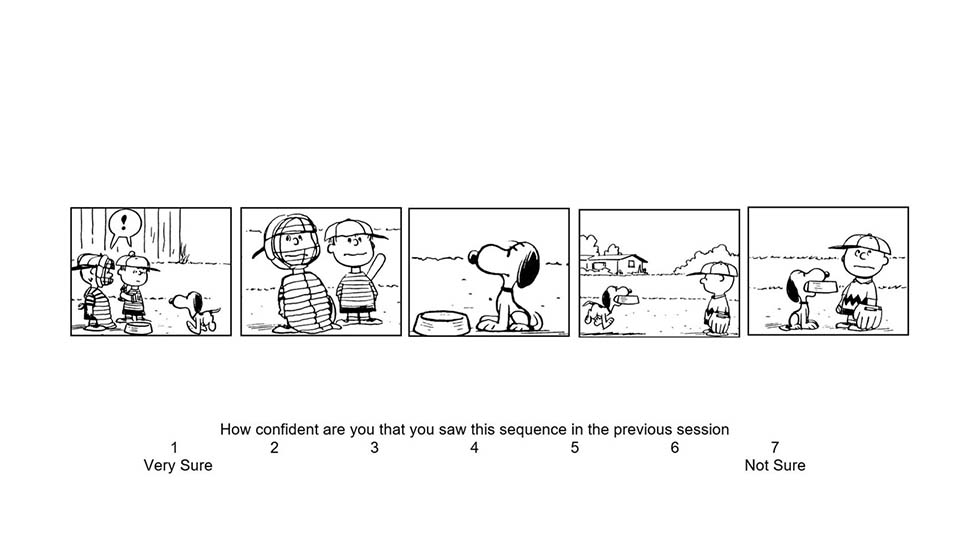 !
How confident are you that you saw this sequence in the previous session
1 2 3 4 5 6 7
Very Sure Not Sure